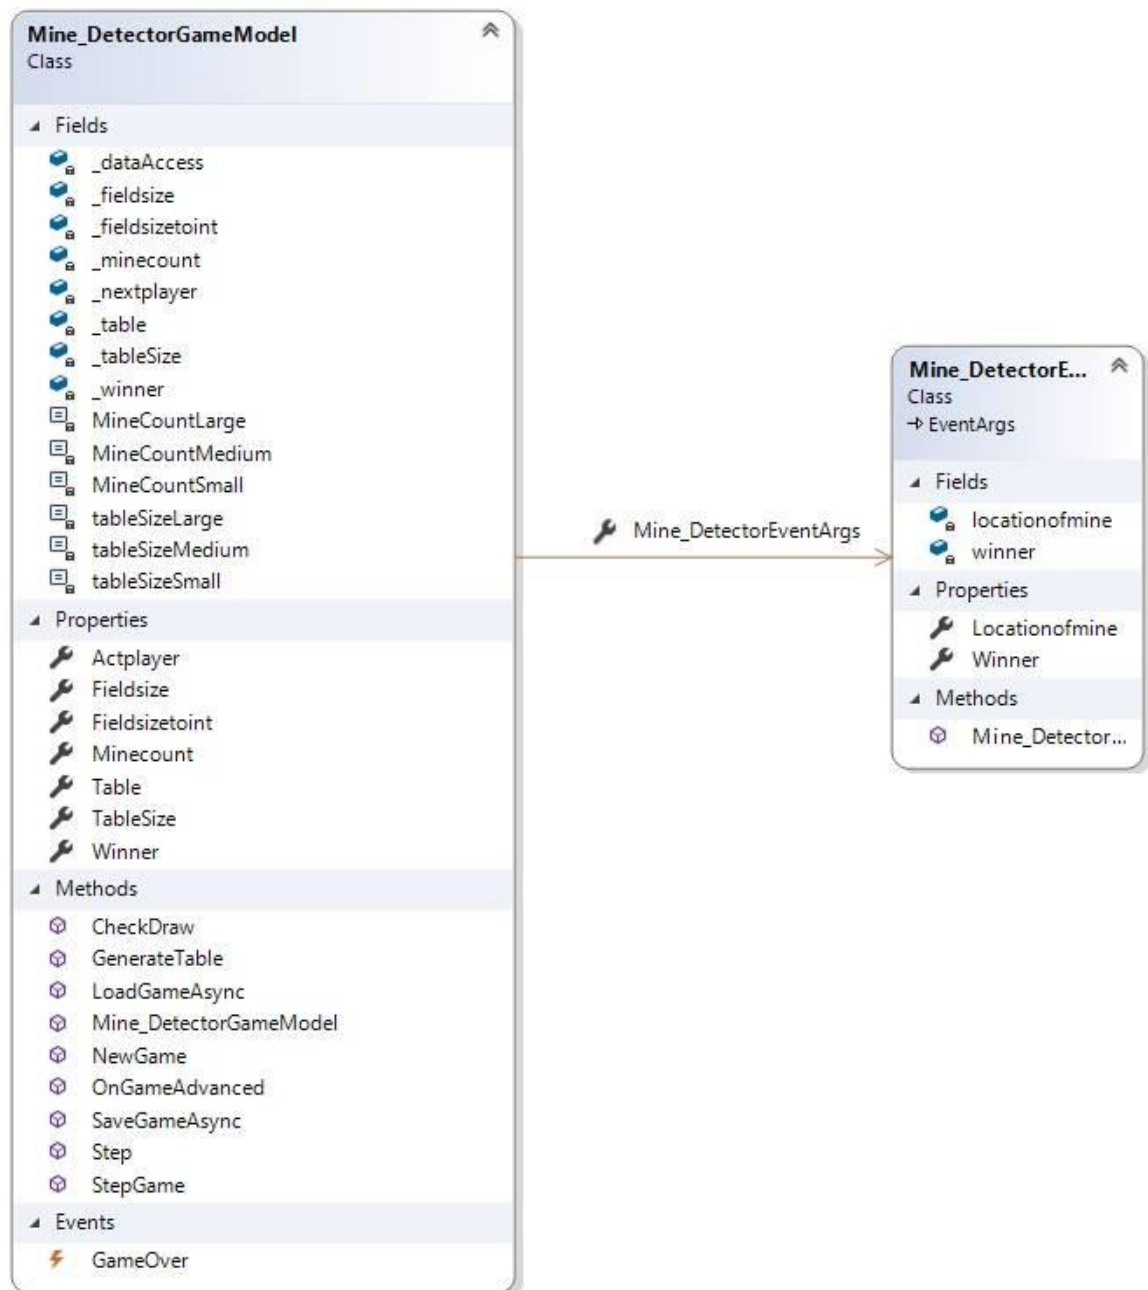 Mine_DetectorGameModel
Class
Fields
_dataAccess
_fieldsize
_fieldsizetoint
_minecount
_nextplayer
_table
_tableSize
_winner
MineCountLarge
MineCountMedium
MineCountSmall
tableSizeLarge
tableSizeMedium
tableSizeSmall
Properties
Actplayer
Fieldsize
Fieldsizetoint
Minecount
Table
TableSize
Winner
Methods
CheckDraw
GenerateTable
LoadGameAsync
Mine_DetectorGameModel
NewGame
OnGameAdvanced
SaveGameAsync
Step
StepGame
Events
GameOver
Mine_DetectorEventArgs
Mine_DetectorE...
Class
EventArgs
Fields
locationofmine
winner
Properties
Locationofmine
Winner
Methods
Mine_Detector...